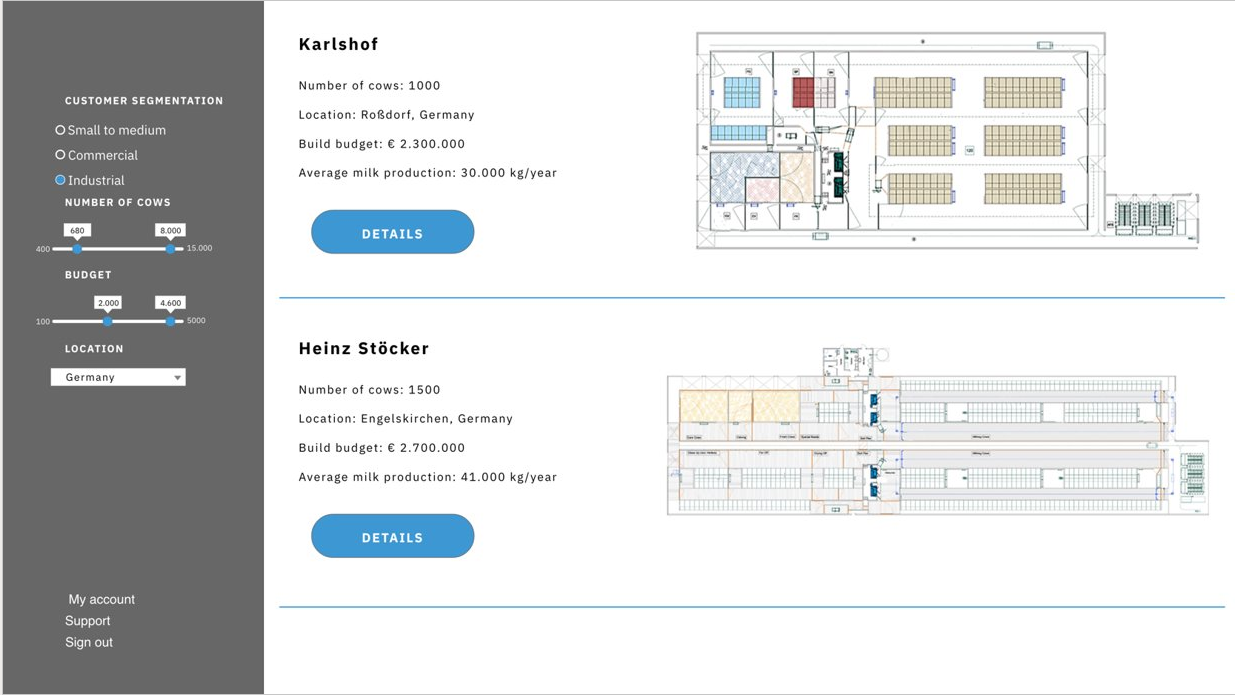 CUSTOMER SEGMENTATION
Small to medium
Commercial
Industrial
NUMBER OF COWS
680
8.000
400
15.000
BUDGET
2.000
4.600
100
5000
LOCATION
Germany
My account
Support
Sign out
Karlshof
Number of cows: 1000
Location: Roßdorf, Germany
Build budget: € 2.300.000
Average milk production: 30.000 kg/year
DETAILS
Heinz Stöcker
Number of cows: 1500
Location: Engelskirchen, Germany
Build budget: € 2.700.000
Average milk production: 41.000 kg/year
DETAILS